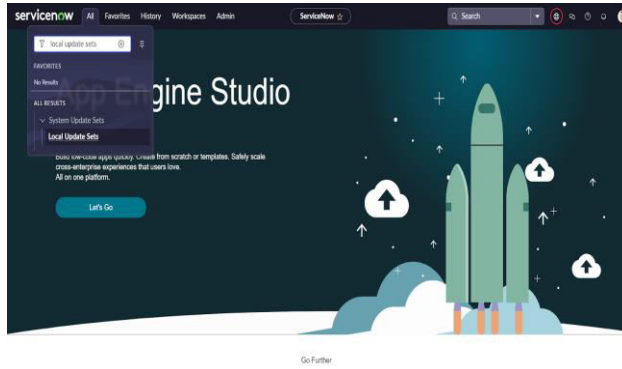 servicenow All Favorites History Workspaces Admin ServiceNow Search
local update sets
FAVORITES
No Results
ALL RESULTS
System Update Sets
Local Update Sets
App Engine Studio
Build low-code apps quickly. Create from scratch or templates. Safely scale
cross-enterprise experiences that users love.
All on one platform.
Let's Go
Go Further